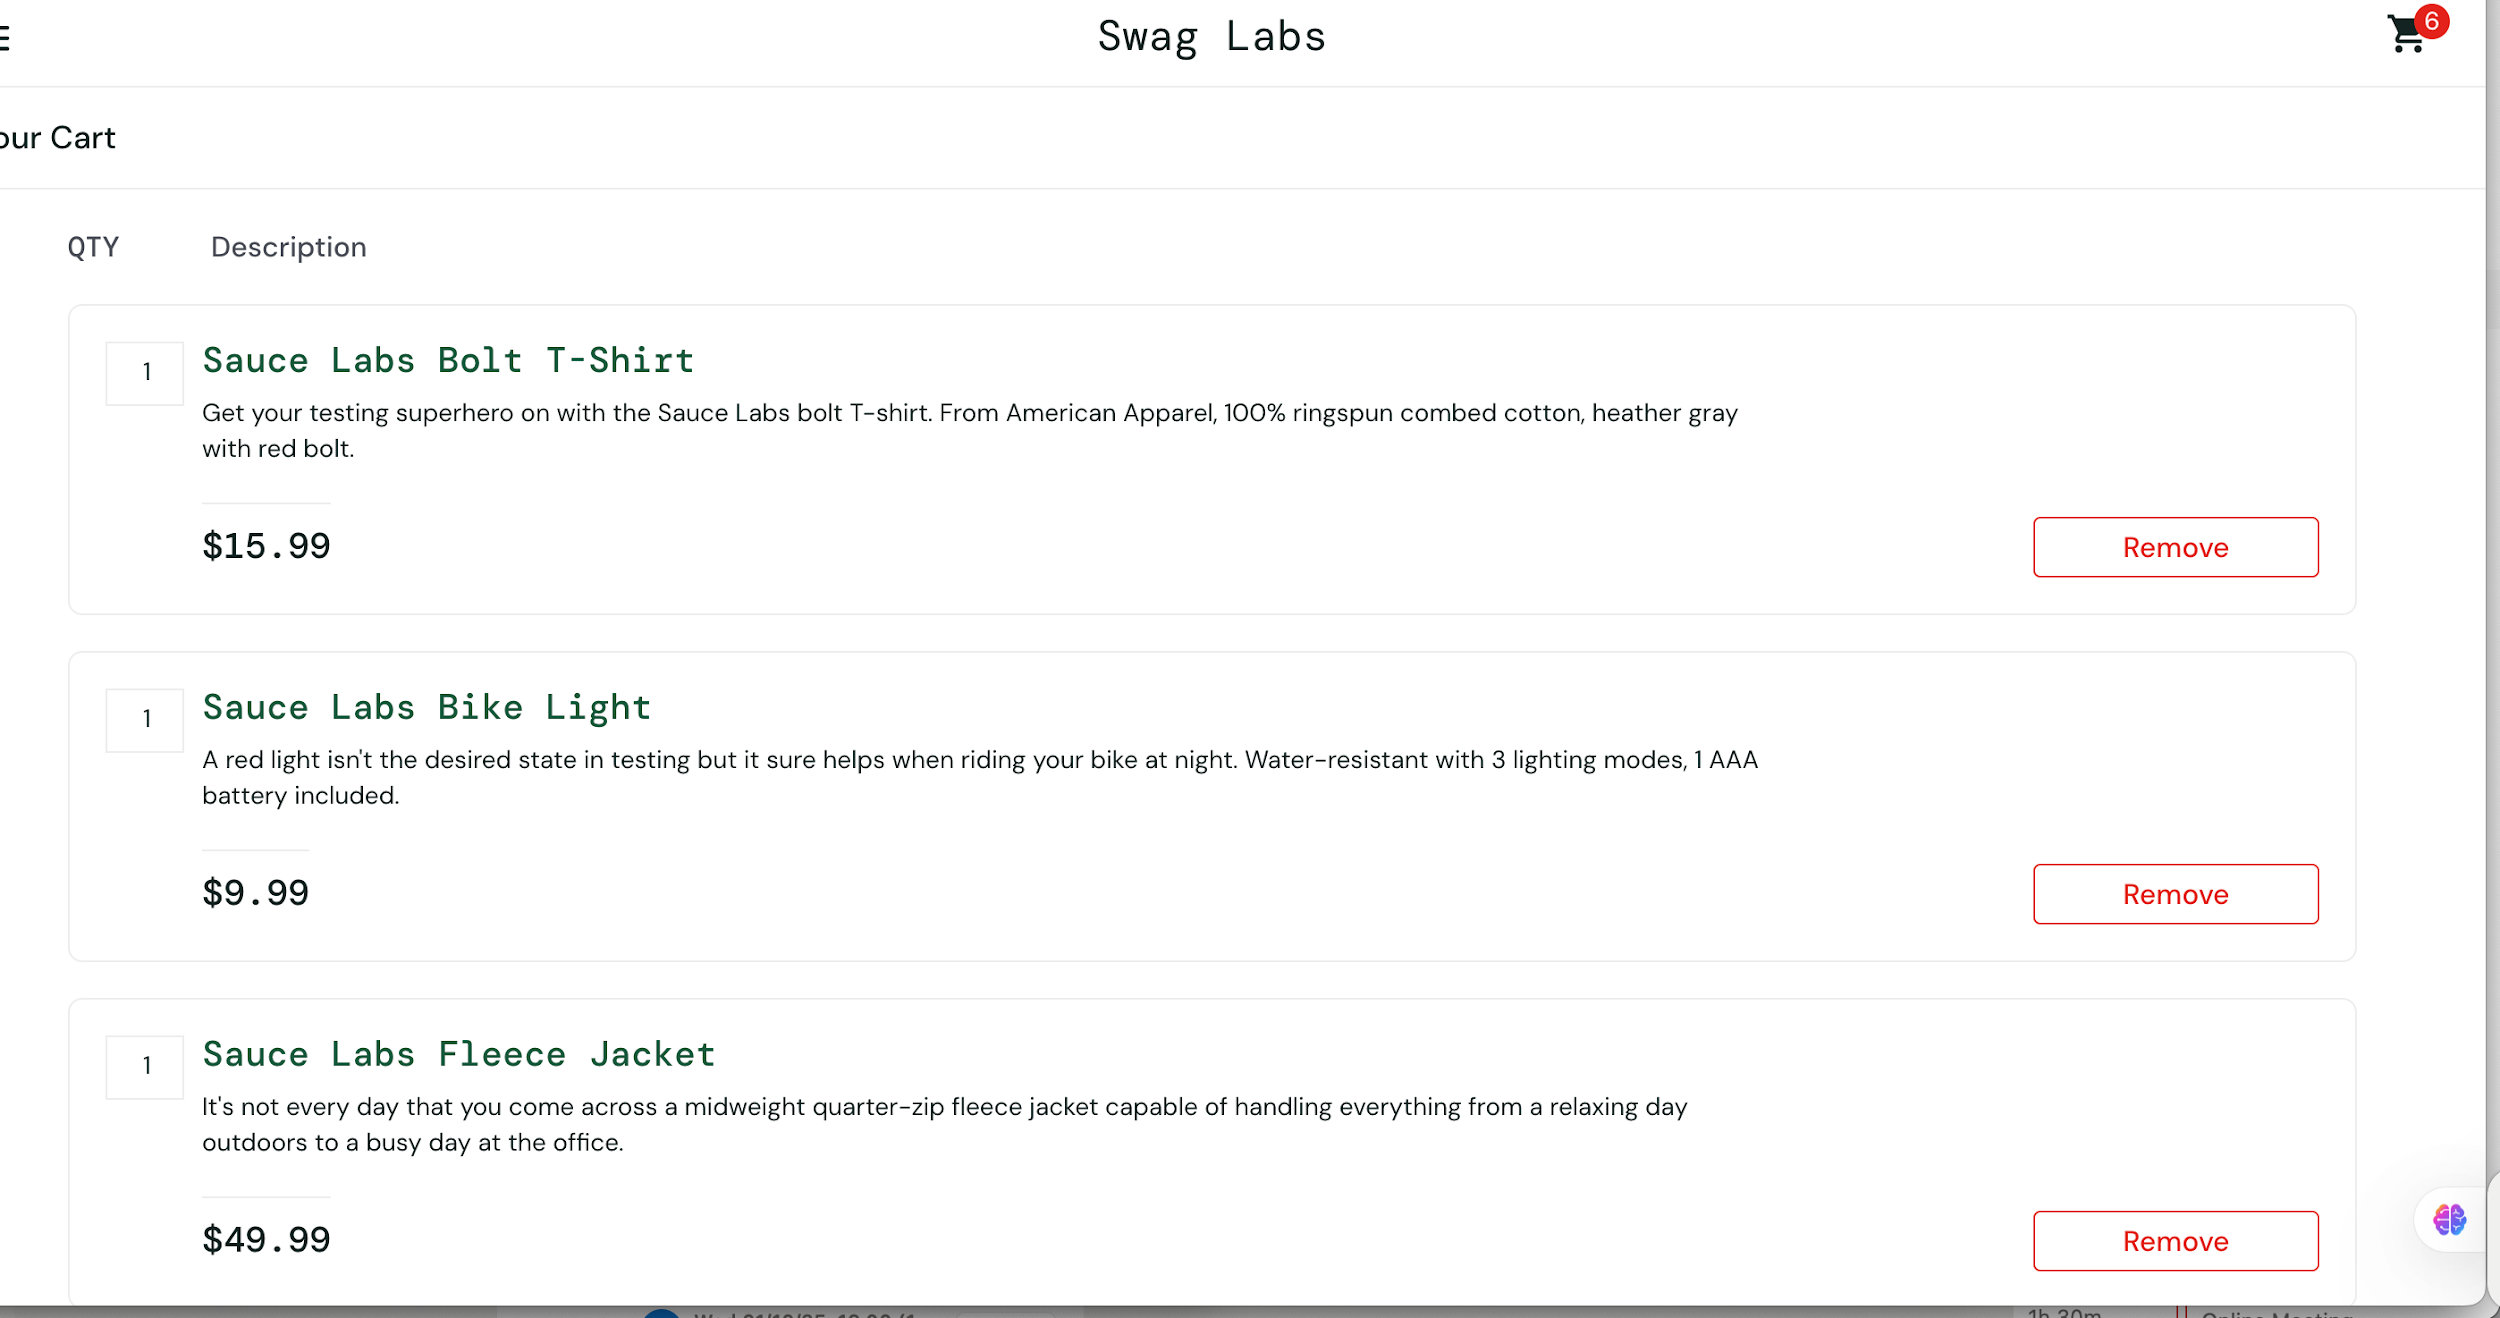 Swag Labs
6
our Cart
QTY
Description
1
Sauce Labs Bolt T-Shirt
Get your testing superhero on with the Sauce Labs bolt T-shirt. From American Apparel, 100% ringspun combed cotton, heather gray
with red bolt.
$15.99
Remove
1
Sauce Labs Bike Light
A red light isn't the desired state in testing but it sure helps when riding your bike at night. Water-resistant with 3 lighting modes, 1 AAA
battery included.
$9.99
Remove
1
Sauce Labs Fleece Jacket
It's not every day that you come across a midweight quarter-zip fleece jacket capable of handling everything from a relaxing day
outdoors to a busy day at the office.
$49.99
Remove
1h 30m
Online Meeting